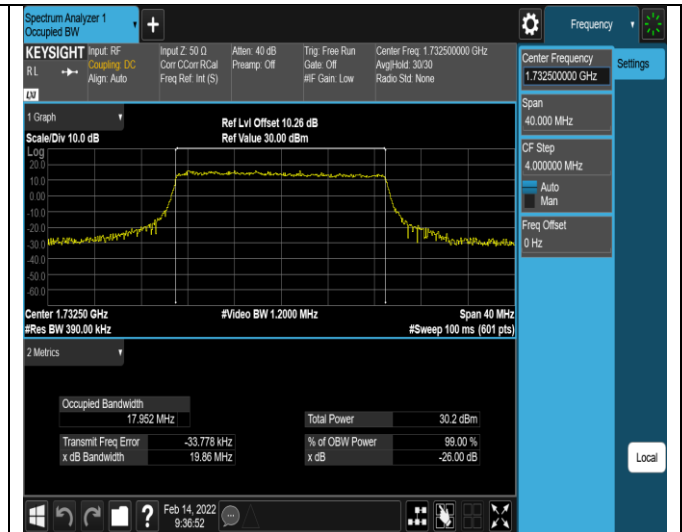 Spectrum Analyzer 1
Occupied BW
Frequency
KEYSIGHT
Input: RF
Coupling: DC
Align: Auto
Input Z: 50 Ω
Corr CCorr RCal
Freq Ref: Int (S)
Atten: 40 dB
Preamp: Off
Trig: Free Run
Gate: Off
#IF Gain: Low
Center Freq: 1.732500000 GHz
Avg|Hold: 30/30
Radio Std: None
R L
LXI
Center Frequency
1.732500000 GHz
Settings
Span
40.000 MHz
CF Step
4.000000 MHz
Auto
Man
Freq Offset
0 Hz
1 Graph
Ref Lvl Offset 10.26 dB
Scale/Div 10.0 dB
Ref Value 30.00 dBm
Log
20.0
10.0
0.00
-10.0
-20.0
-30.0
-40.0
-50.0
-60.0
Center 1.73250 GHz
#Video BW 1.2000 MHz
Span 40 MHz
#Res BW 390.00 kHz
#Sweep 100 ms (601 pts)
2 Metrics
Occupied Bandwidth
17.952 MHz
Total Power 30.2 dBm
Transmit Freq Error -33.778 kHz
% of OBW Power 99.00 %
x dB Bandwidth 19.86 MHz
x dB -26.00 dB
Local
?
Feb 14, 2022
9:36:52